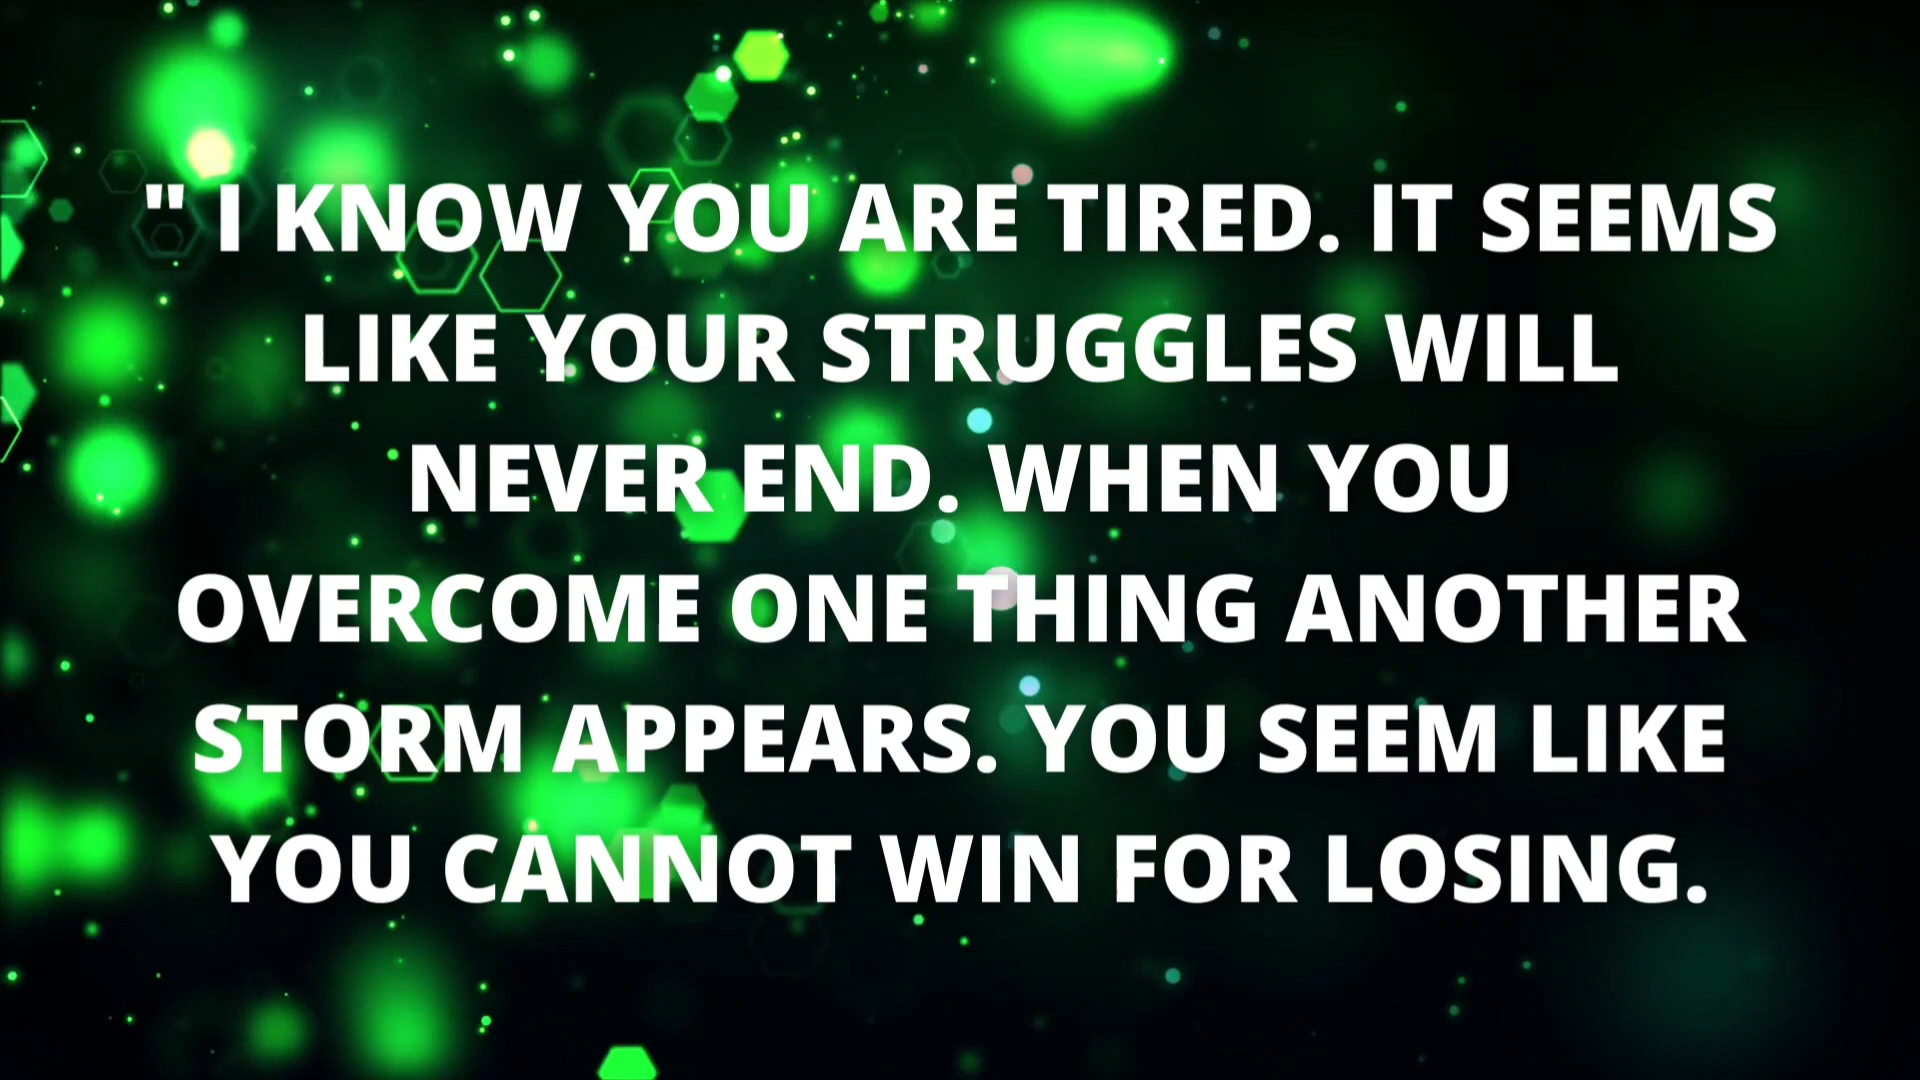 " I KNOW YOU ARE TIRED. IT SEEMS
LIKE YOUR STRUGGLES WILL
NEVER END. WHEN YOU
OVERCOME ONE THING ANOTHER
STORM APPEARS. YOU SEEM LIKE
YOU CANNOT WIN FOR LOSING.